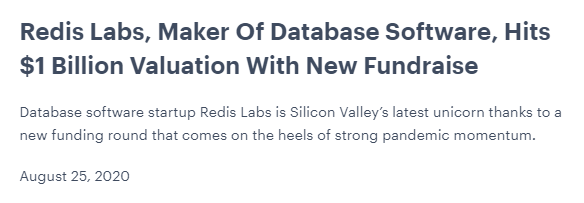 Redis Labs, Maker Of Database Software, Hits
$1 Billion Valuation With New Fundraise
Database software startup Redis Labs is Silicon Valley’s latest unicorn thanks to a
new funding round that comes on the heels of strong pandemic momentum.
August 25, 2020